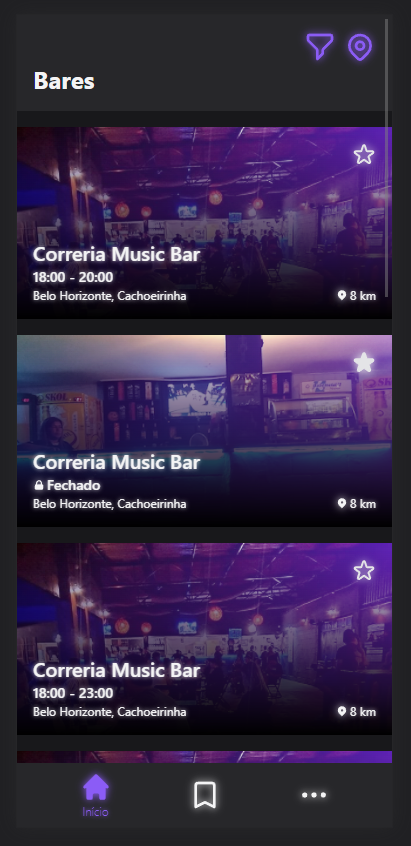 Bares
Correria Music Bar
18:00 - 20:00
Belo Horizonte, Cachoeirinha
8 km
SKOL
SK
Correria Music Bar
Fechado
Belo Horizonte, Cachoeirinha
8 km
Correria Music Bar
18:00 - 23:00
Belo Horizonte, Cachoeirinha
8 km
Início